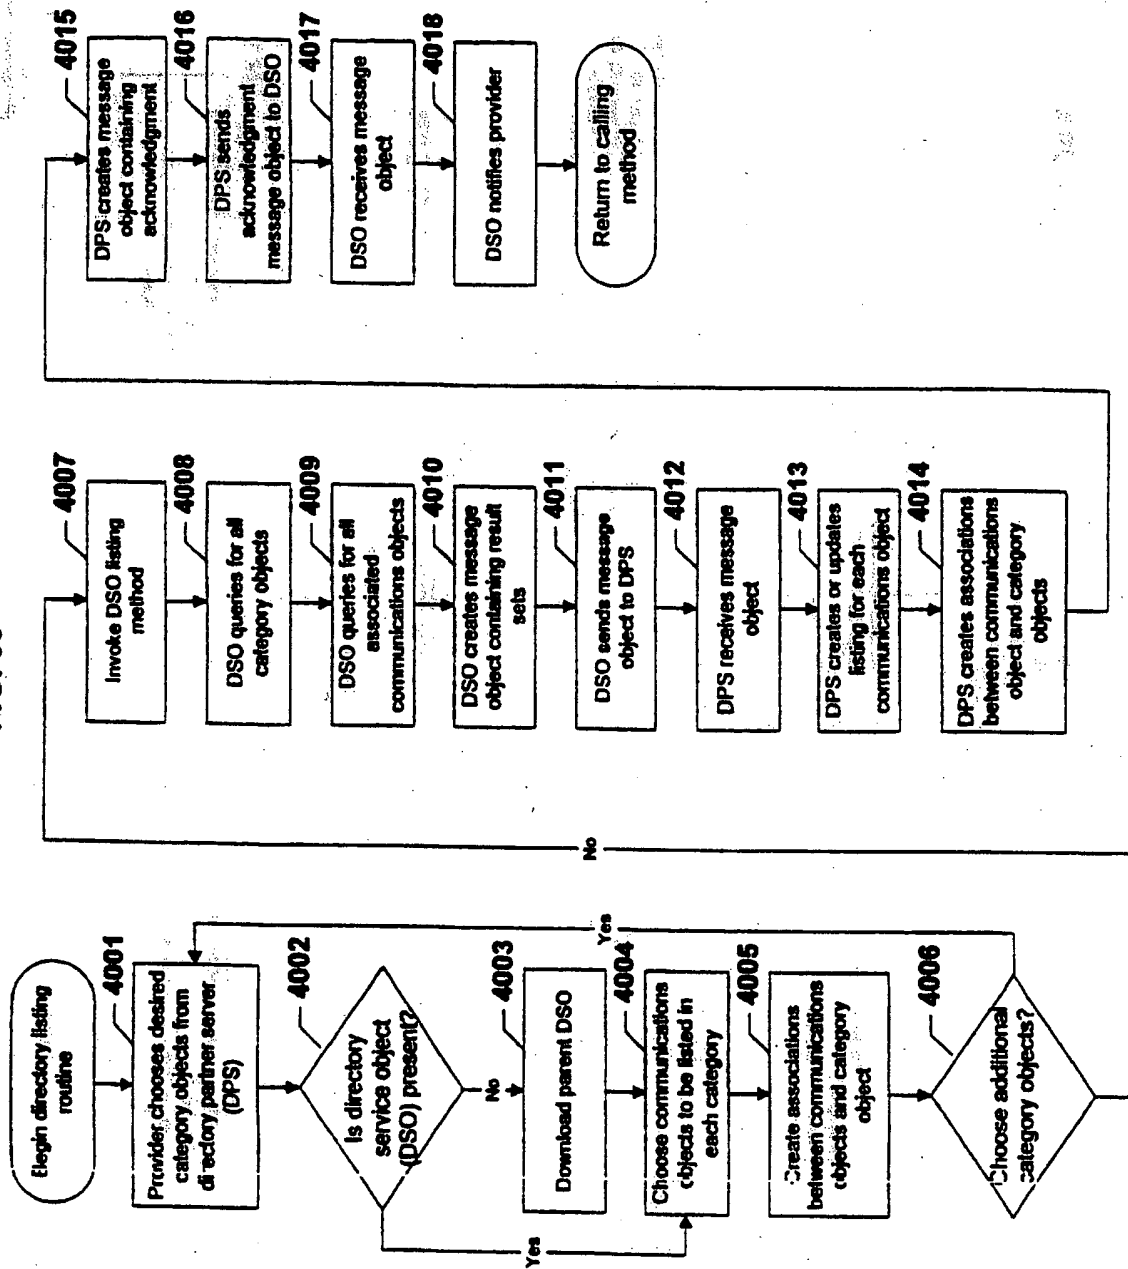 Begin directory listing
routine
4001
Provider chooses desired
category objects from
directory partner server
(DPS)
4002
Is directory
service object
(DSO) present?
No
Yes
4003
Download parent DSO
4004
Choose communications
objects to be listed in
each category
4005
Create associations
between communications
objects and category
object
4006
Choose additional
category objects?
Yes
No
4007
Invoke DSO listing
method
4008
DSO queries for all
category objects
4009
DSO queries for all
associated
communications objects
4010
DSO creates message
object containing result
sets
4011
DSO sends message
object to DPS
4012
DPS receives message
object
4013
DPS creates or updates
listing for each
communications object
4014
DPS creates associations
between communications
object and category
objects
4015
DPS creates message
object containing
acknowledgment
4016
DPS sends
acknowledgment
message object to DSO
4017
DSO receives message
object
4018
DSO notifies provider
Return to calling
method